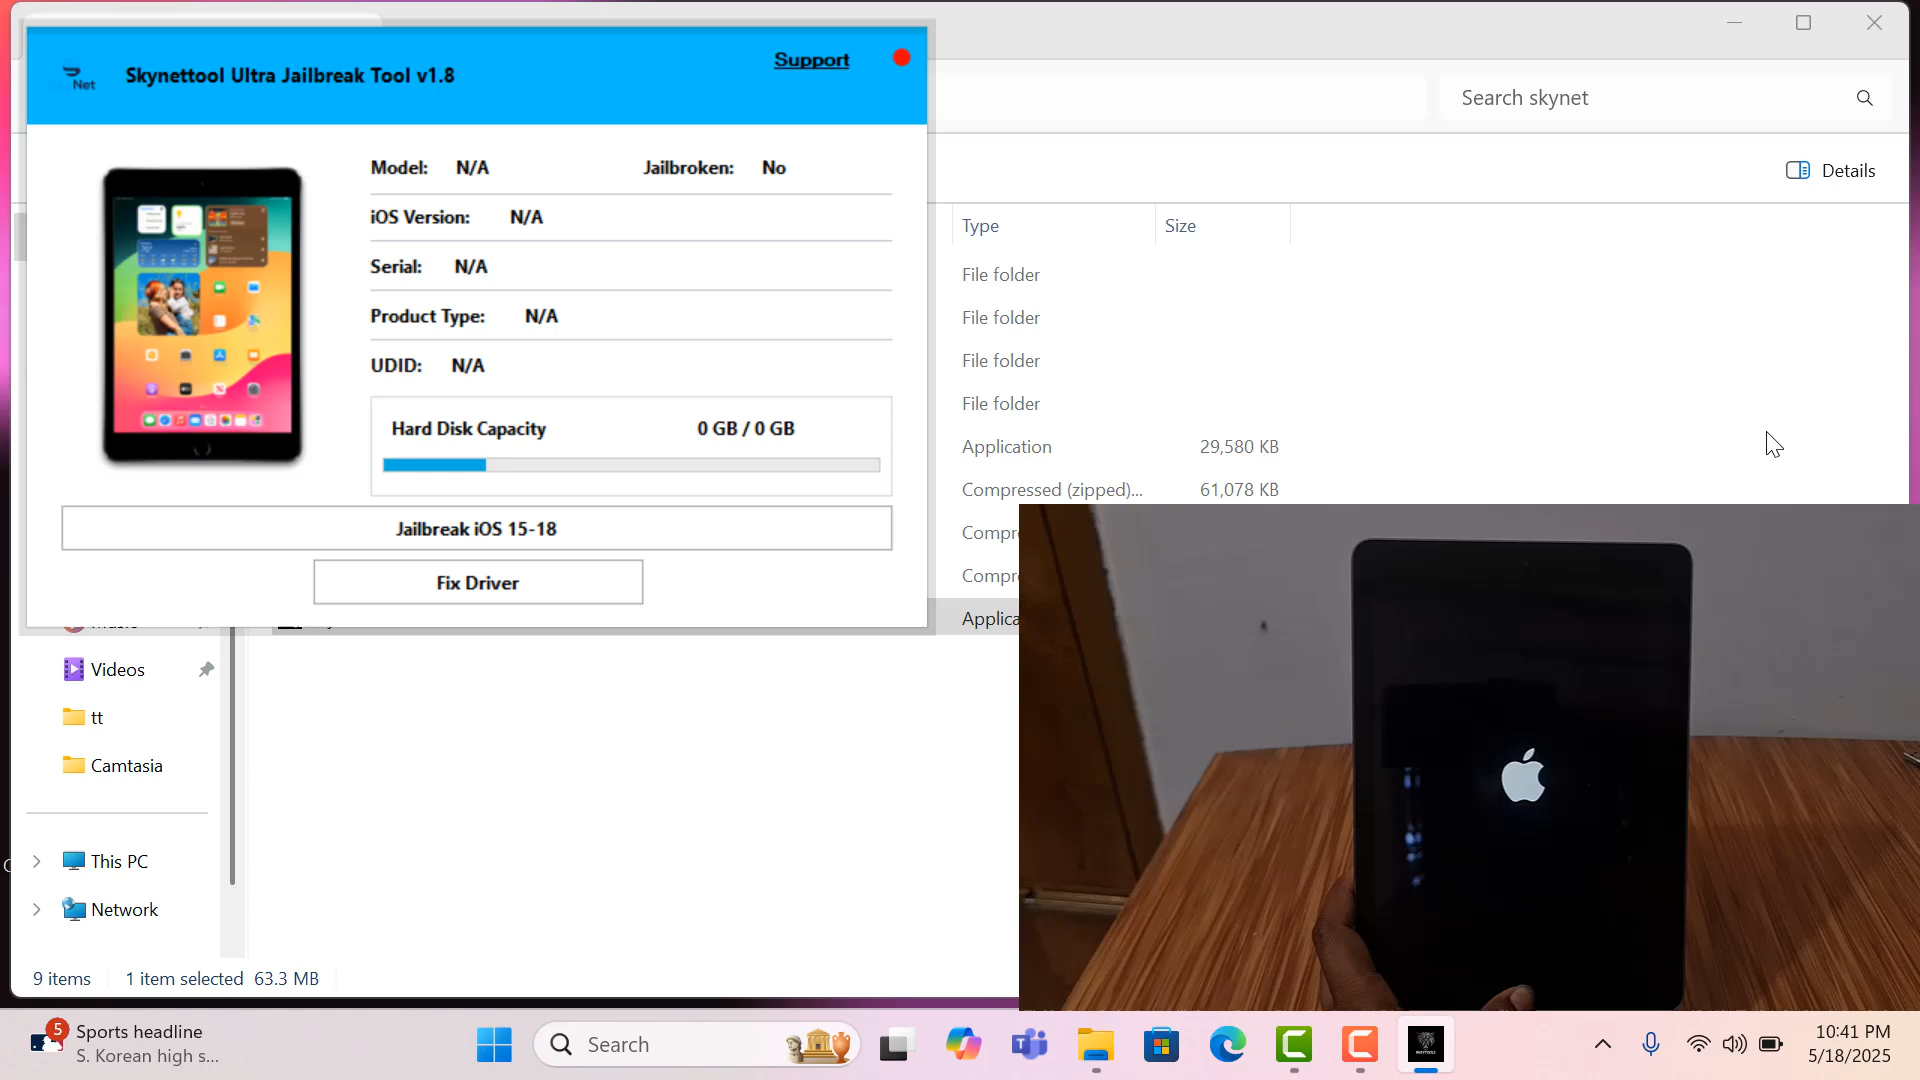 Net
Skynettool Ultra Jailbreak Tool v1.8
Support
Model: N/A
Jailbroken: No
iOS Version: N/A
Serial: N/A
Product Type: N/A
UDID: N/A
Hard Disk Capacity
0 GB / 0 GB
Jailbreak iOS 15-18
Fix Driver
Search skynet
Details
Type
Size
File folder
File folder
File folder
File folder
Application
29,580 KB
Compressed (zipped)...
61,078 KB
Compr
Compr
Applica
Videos
tt
Camtasia
This PC
Network
9 items
1 item selected 63.3 MB
5
Sports headline
S. Korean high s...
Search
10:41 PM
5/18/2025